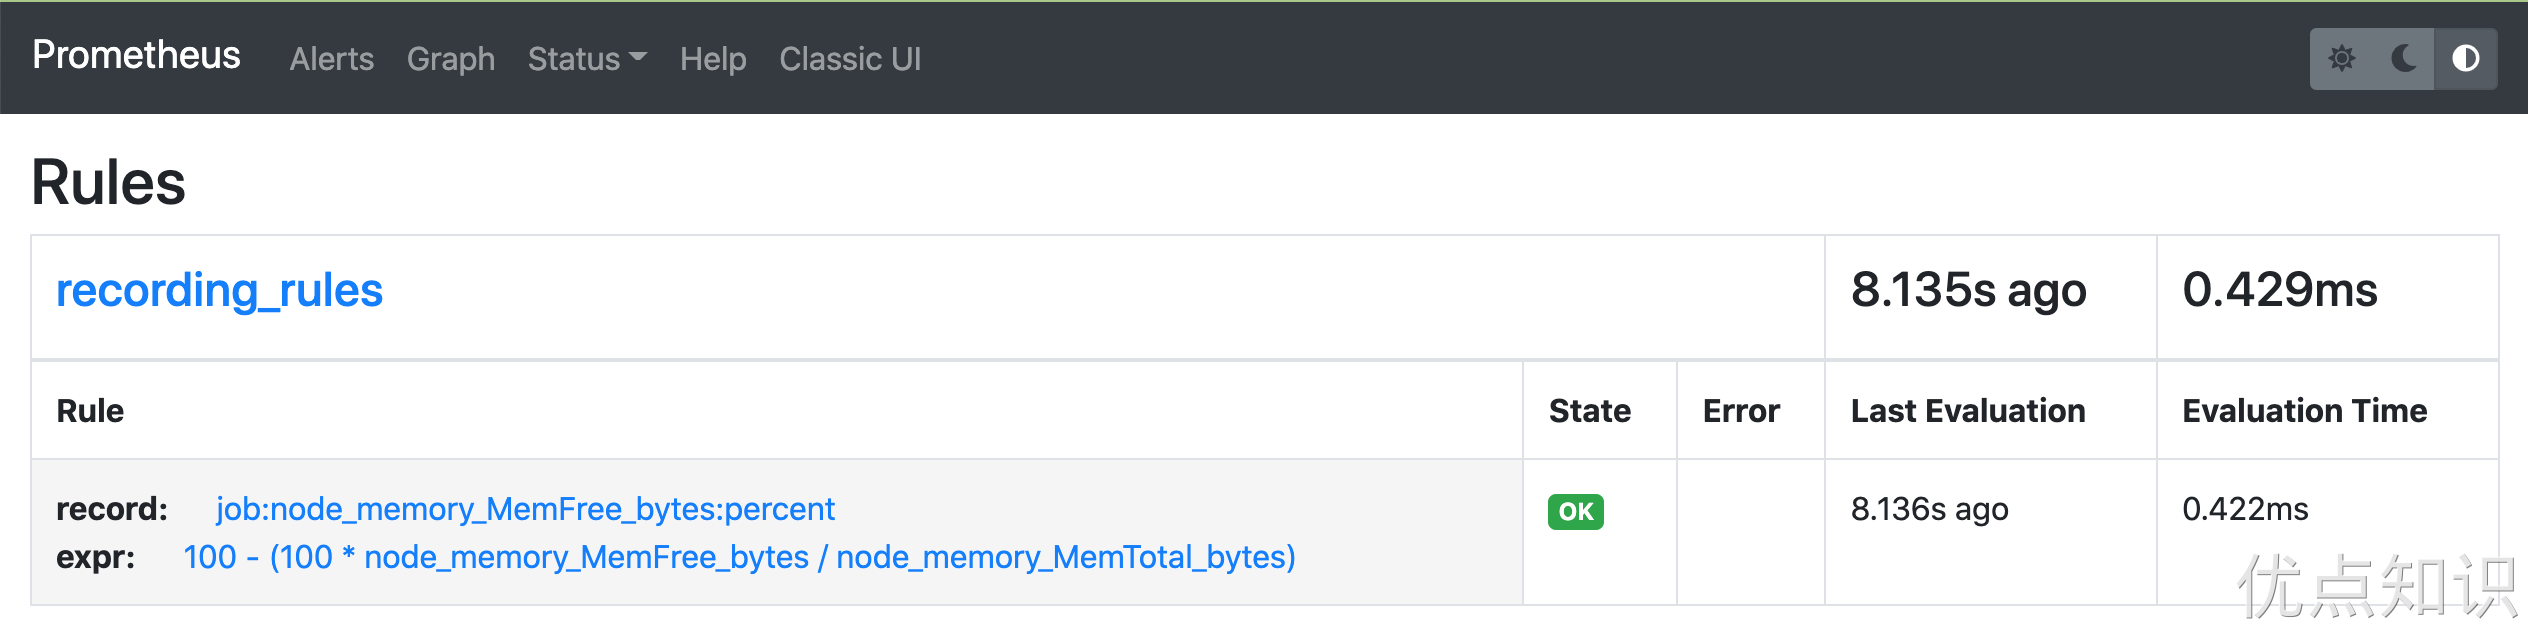 Prometheus Alerts Graph Status Help Classic UI
Rules
recording_rules 8.135s ago 0.429ms
Rule State Error Last Evaluation Evaluation Time
record: job:node_memory_MemFree_bytes:percent OK 8.136s ago 0.422ms
expr: 100 - (100 * node_memory_MemFree_bytes / node_memory_MemTotal_bytes)
优点知识